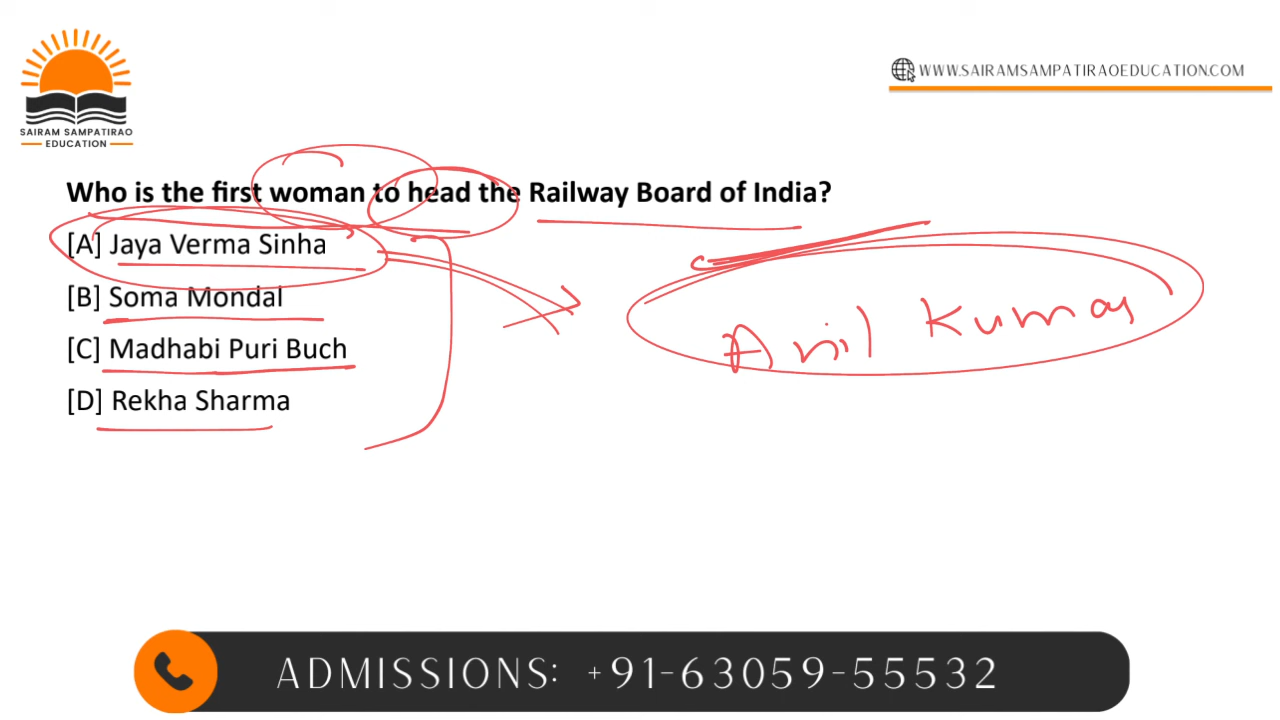 SAIRAM SAMPATIRAO
EDUCATION
WWW.SAIRAMSAMPATIRAOEDUCATION.COM
Who is the first woman to head the Railway Board of India?
[A] Jaya Verma Sinha
[B] Soma Mondal
[C] Madhabi Puri Buch
[D] Rekha Sharma
Anil Kumar
ADMISSIONS: +91-63059-55532